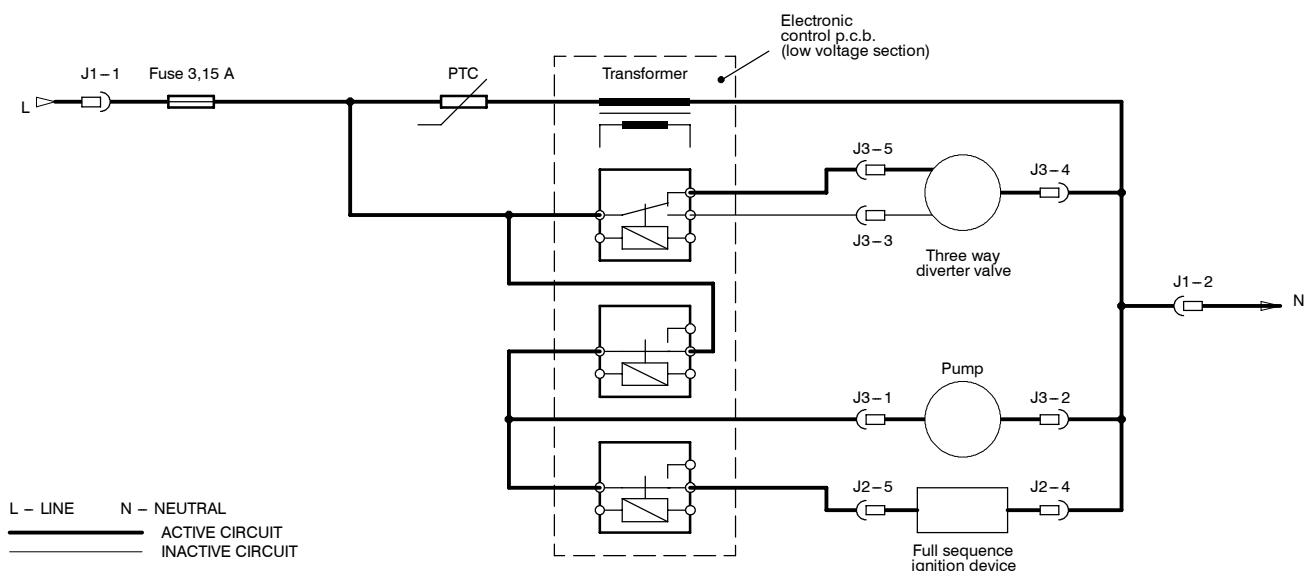 Electronic
control p.c.b.
(low voltage section)
J1–1
Fuse 3,15 A
PTC
Transformer
L
J3–5
J3–4
J3–3
Three way
diverter valve
J1–2
N
Pump
J3–1
J3–2
J2–5
J2–4
L – LINE N – NEUTRAL
ACTIVE CIRCUIT
INACTIVE CIRCUIT
Full sequence
ignition device